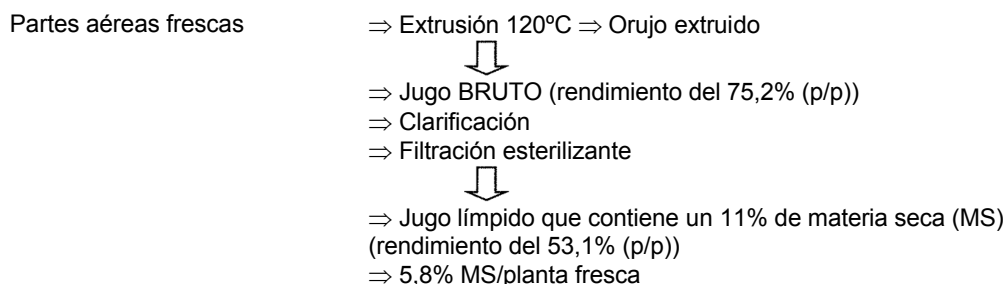 Partes aéreas frescas ⇒ Extrusión 120ºC ⇒ Orujo extruido
⇒ Jugo BRUTO (rendimiento del 75,2% (p/p))
⇒ Clarificación
⇒ Filtración esterilizante
⇒ Jugo límpido que contiene un 11% de materia seca (MS)
(rendimiento del 53,1% (p/p))
⇒ 5,8% MS/planta fresca